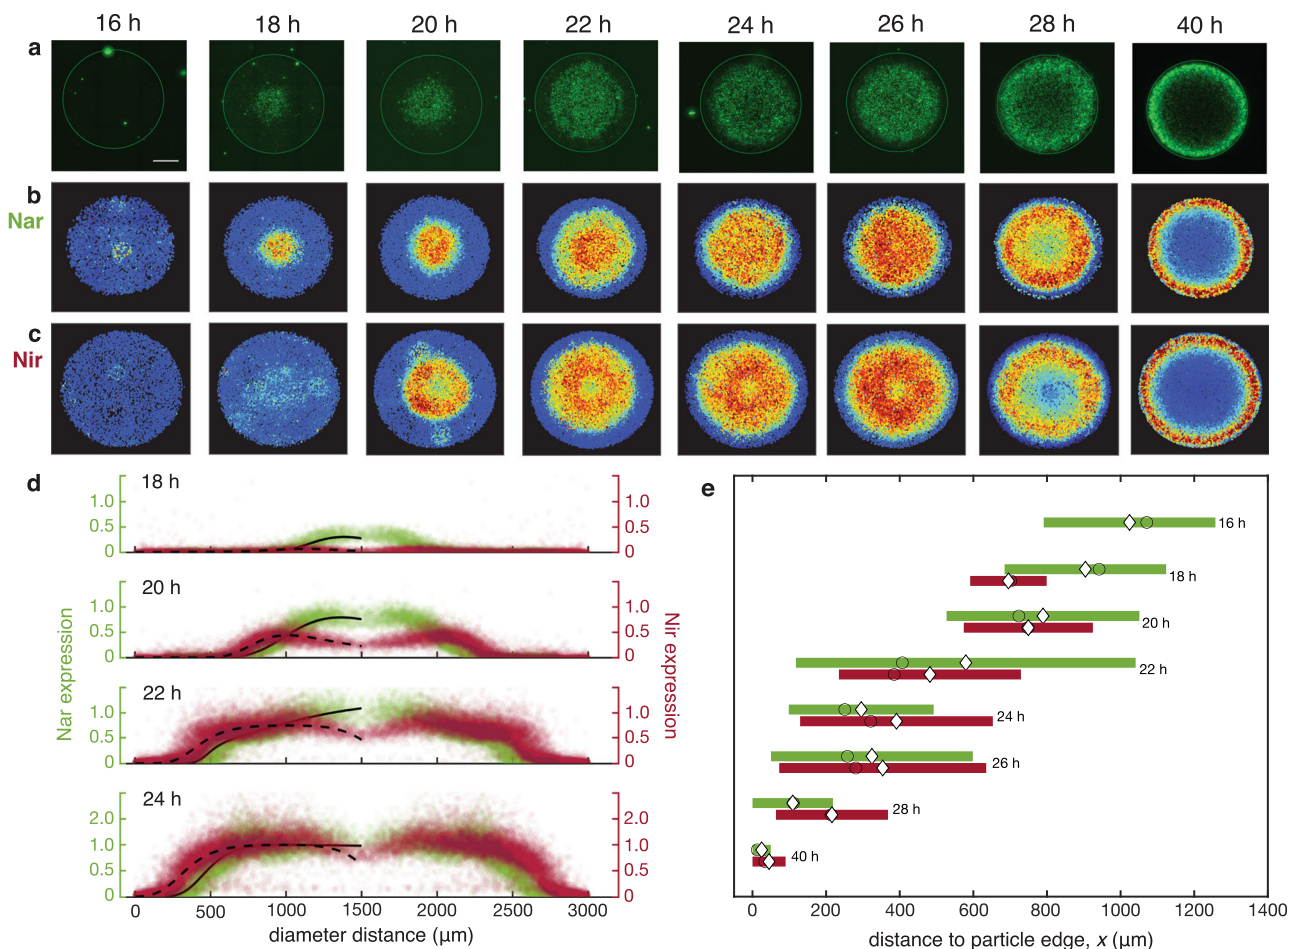 16 h 18 h 20 h 22 h 24 h 26 h 28 h 40 h
a
b
Nar
c
Nir
d
18 h
1.0 1.0
0.5 0.5
0 0
20 h
1.0 1.0
0.5 0.5
0 0
22 h
1.0 1.0
0.5 0.5
0 0
24 h
2.0 2.0
1.0 1.0
0.5 0.5
0 0
0 500 1000 1500 2000 2500 3000
diameter distance (µm)
Nar expression
Nir expression
e
16 h
18 h
20 h
22 h
24 h
26 h
28 h
40 h
0 200 400 600 800 1000 1200 1400
distance to particle edge, x (µm)